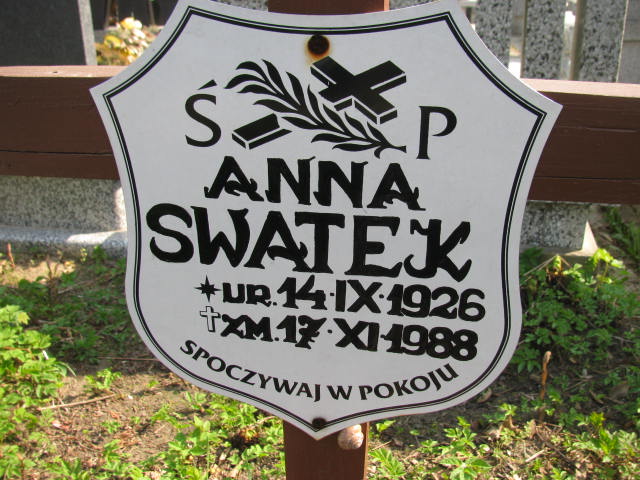 Ś P
ANNA
SWATEK
UR. 14·IX·1926
ZM. 17·XI·1988
SPOCZYWAJ W POKOJU